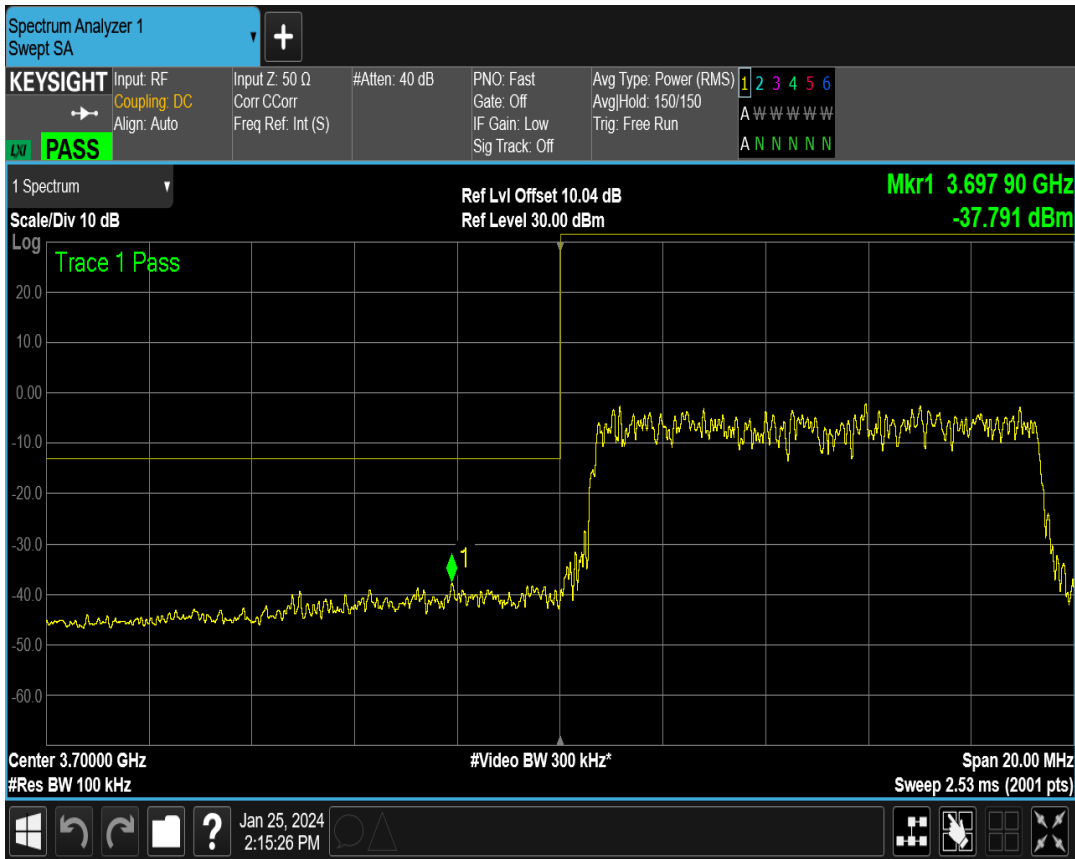 Spectrum Analyzer 1
Swept SA
+
KEYSIGHT
LXI
PASS
Input: RF
Coupling: DC
Align: Auto
Input Z: 50 Ω
Corr CCorr
Freq Ref: Int (S)
#Atten: 40 dB
PNO: Fast
Gate: Off
IF Gain: Low
Sig Track: Off
Avg Type: Power (RMS)
Avg|Hold: 150/150
Trig: Free Run
1 2 3 4 5 6
A W W W W W
A N N N N N
1 Spectrum
Scale/Div 10 dB
Ref Lvl Offset 10.04 dB
Ref Level 30.00 dBm
Mkr1 3.697 90 GHz
-37.791 dBm
Log
Trace 1 Pass
20.0
10.0
0.00
-10.0
-20.0
-30.0
1
-40.0
-50.0
-60.0
Center 3.70000 GHz
#Video BW 300 kHz*
Span 20.00 MHz
#Res BW 100 kHz
Sweep 2.53 ms (2001 pts)
?
Jan 25, 2024
2:15:26 PM